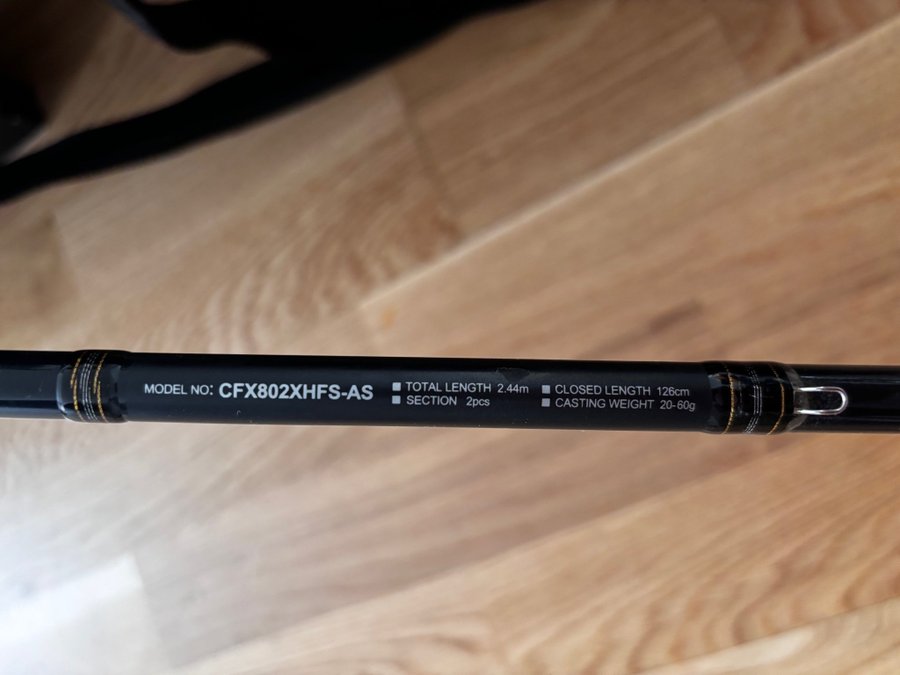 MODEL NO: CFX802XHFS-AS
■ TOTAL LENGTH 2.44m ■ CLOSED LENGTH 126cm
■ SECTION 2pcs ■ CASTING WEIGHT 20-60g